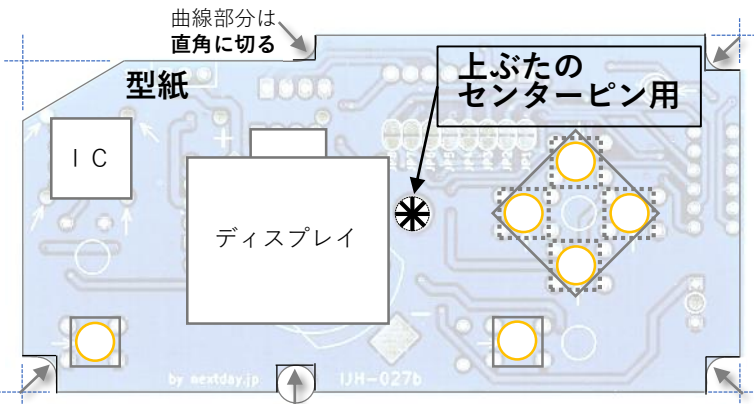 曲線部分は
直角に切る
型紙
上ぶたの
センターピン用
ＩＣ
ディスプレイ
by nextday.jp
IJH-027b